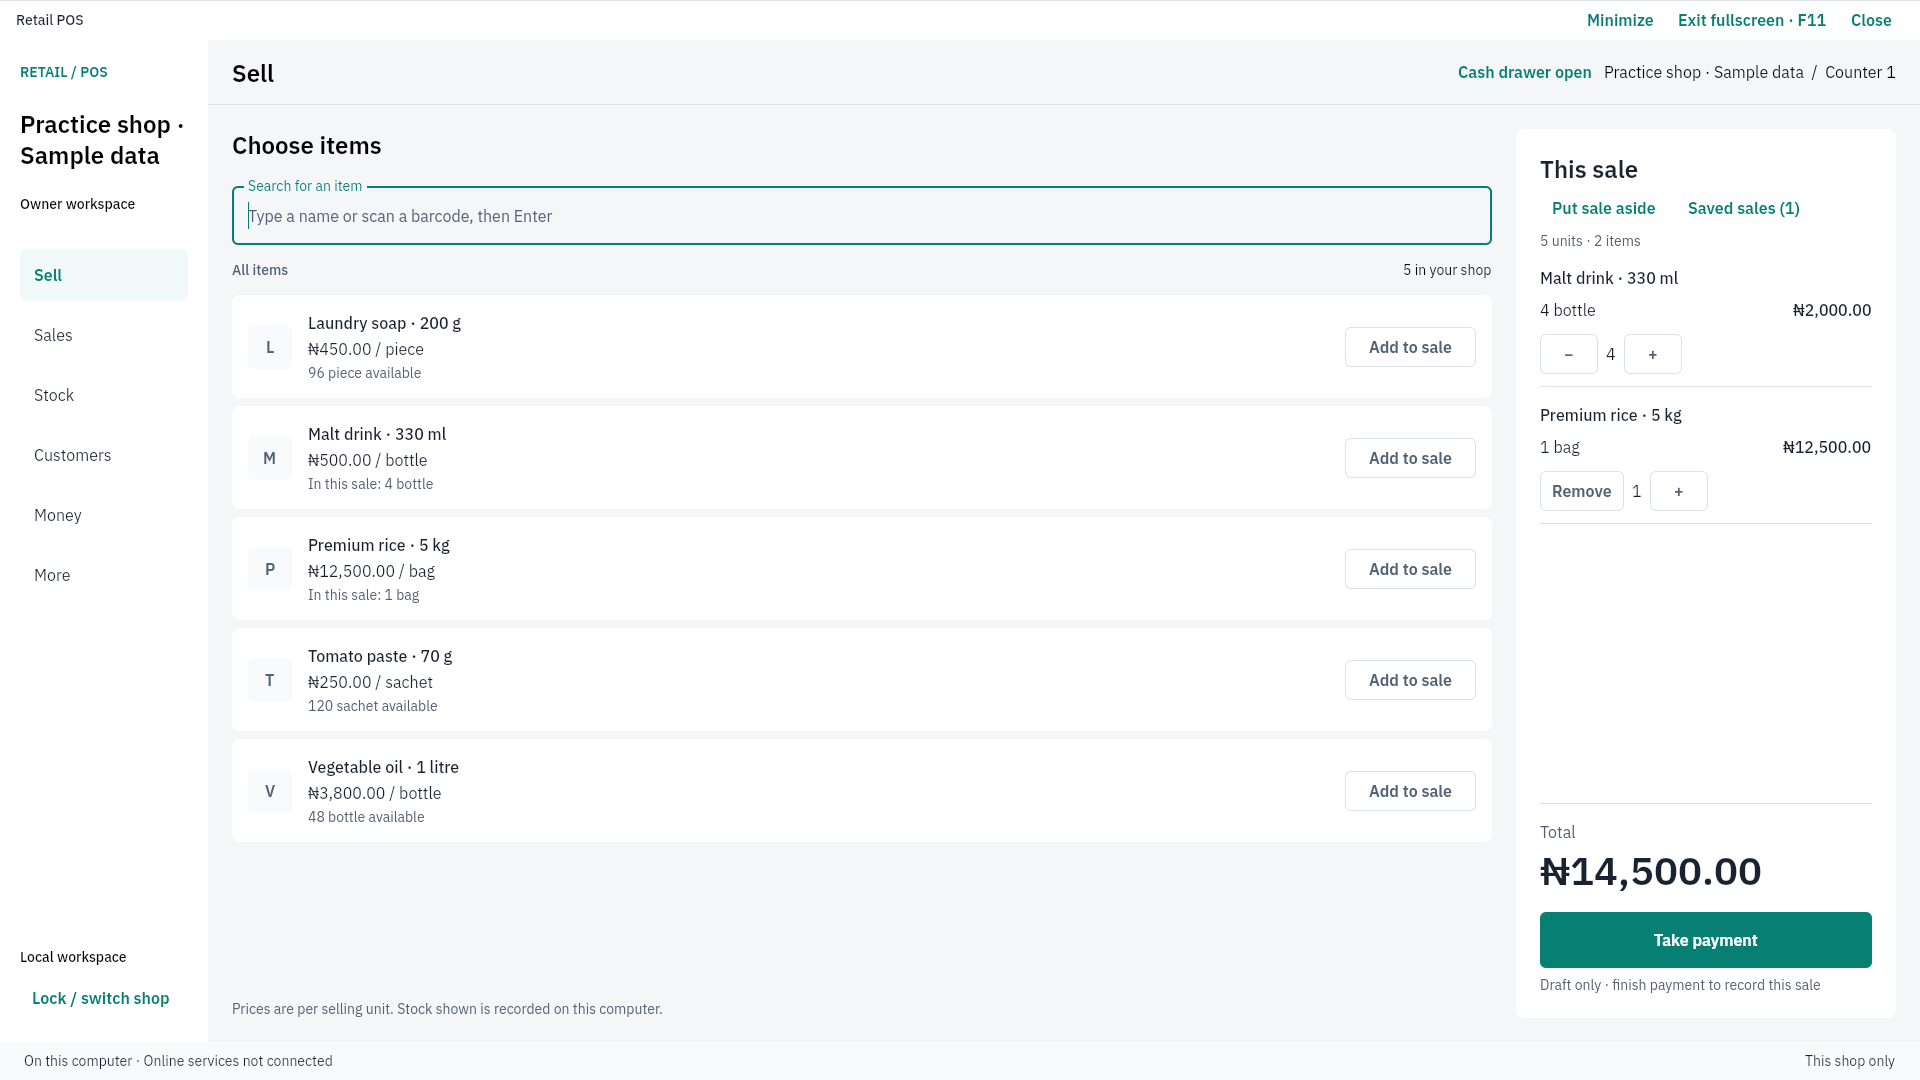 Retail POS
Minimize
Exit fullscreen · F11
Close
RETAIL / POS
Practice shop ·
Sample data
Owner workspace
Sell
Sales
Stock
Customers
Money
More
Local workspace
Lock / switch shop
Sell
Cash drawer open
Practice shop · Sample data / Counter 1
Choose items
Search for an item
Type a name or scan a barcode, then Enter
All items
5 in your shop
L
Laundry soap · 200 g
₦450.00 / piece
96 piece available
Add to sale
M
Malt drink · 330 ml
₦500.00 / bottle
In this sale: 4 bottle
Add to sale
P
Premium rice · 5 kg
₦12,500.00 / bag
In this sale: 1 bag
Add to sale
T
Tomato paste · 70 g
₦250.00 / sachet
120 sachet available
Add to sale
V
Vegetable oil · 1 litre
₦3,800.00 / bottle
48 bottle available
Add to sale
Prices are per selling unit. Stock shown is recorded on this computer.
This sale
Put sale aside
Saved sales (1)
5 units · 2 items
Malt drink · 330 ml
4 bottle
₦2,000.00
− 4 +
Premium rice · 5 kg
1 bag
₦12,500.00
Remove 1 +
Total
₦14,500.00
Take payment
Draft only · finish payment to record this sale
On this computer · Online services not connected
This shop only